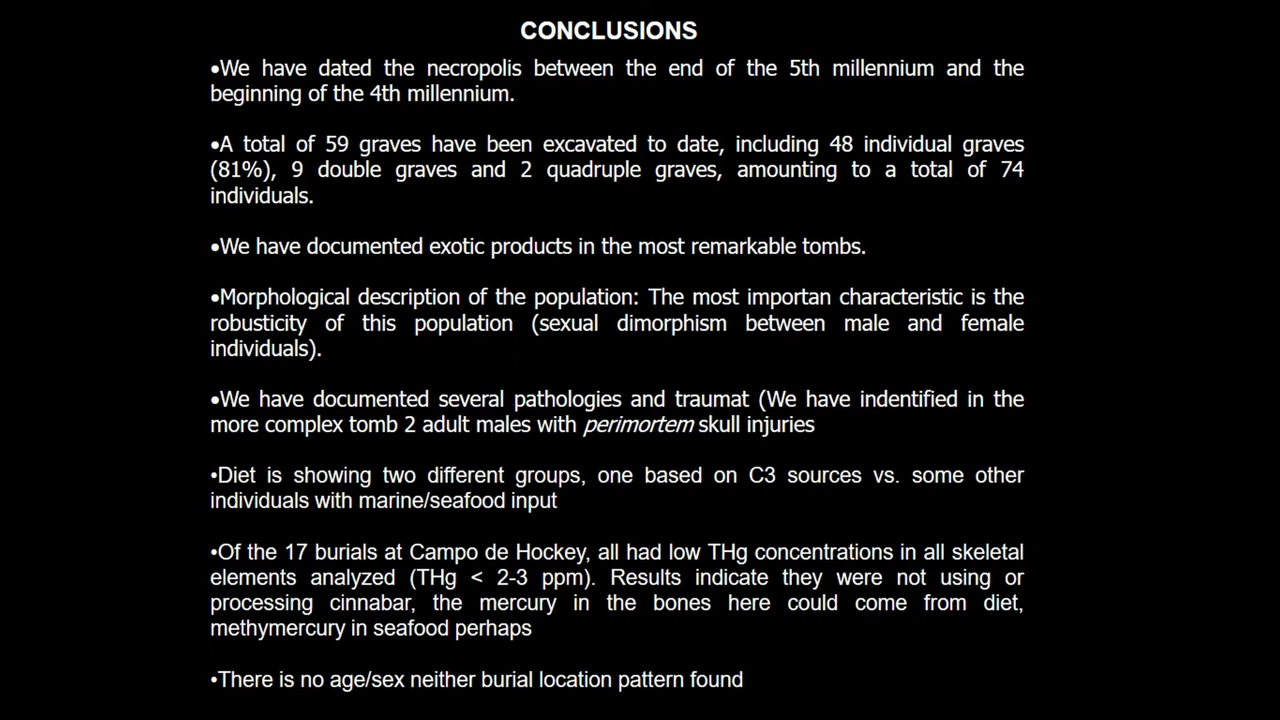 CONCLUSIONS
•We have dated the necropolis between the end of the 5th millennium and the
beginning of the 4th millennium.
•A total of 59 graves have been excavated to date, including 48 individual graves
(81%), 9 double graves and 2 quadruple graves, amounting to a total of 74
individuals.
•We have documented exotic products in the most remarkable tombs.
•Morphological description of the population: The most importan characteristic is the
robusticity of this population (sexual dimorphism between male and female
individuals).
•We have documented several pathologies and traumat (We have indentified in the
more complex tomb 2 adult males with perimortem skull injuries
•Diet is showing two different groups, one based on C3 sources vs. some other
individuals with marine/seafood input
•Of the 17 burials at Campo de Hockey, all had low THg concentrations in all skeletal
elements analyzed (THg < 2-3 ppm). Results indicate they were not using or
processing cinnabar, the mercury in the bones here could come from diet,
methymercury in seafood perhaps
•There is no age/sex neither burial location pattern found